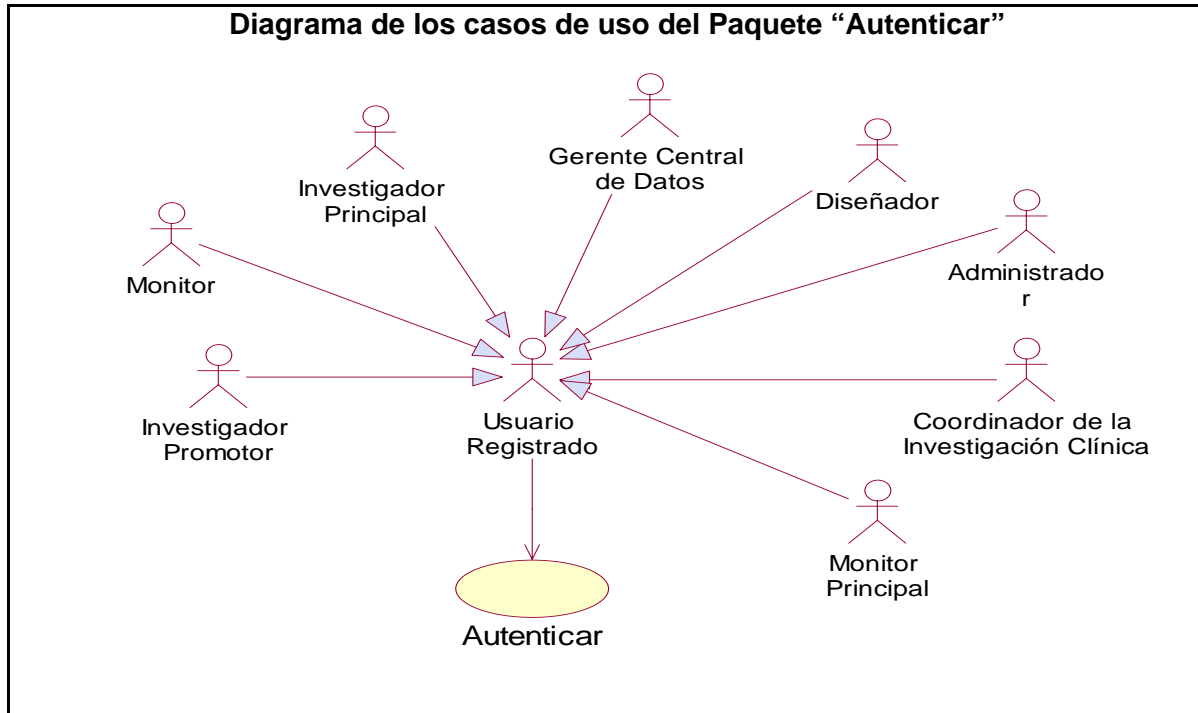 Diagrama de los casos de uso del Paquete “Autenticar”
Gerente Central
de Datos
Investigador
Principal
Diseñador
Monitor
Administrado
r
Investigador
Promotor
Usuario
Registrado
Coordinador de la
Investigación Clínica
Monitor
Principal
Autenticar